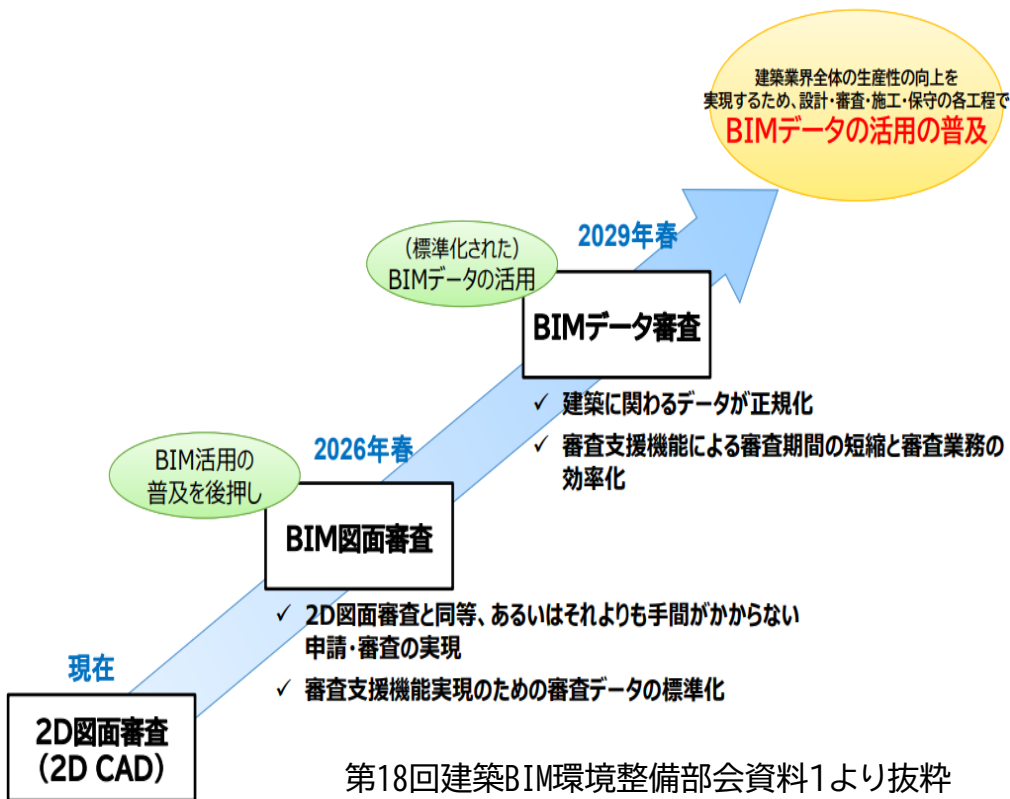 建築業界全体の生産性の向上を
実現するため、設計・審査・施工・保守の各工程で
BIMデータの活用の普及
2029年春
(標準化された)
BIMデータの活用
BIMデータ審査
✓ 建築に関わるデータが正規化
✓ 審査支援機能による審査期間の短縮と審査業務の
効率化
2026年春
BIM活用の
普及を後押し
BIM図面審査
✓ 2D図面審査と同等、あるいはそれよりも手間がかからない
申請・審査の実現
✓ 審査支援機能実現のための審査データの標準化
現在
2D図面審査
(2D CAD)
第18回建築BIM環境整備部会資料1より抜粋